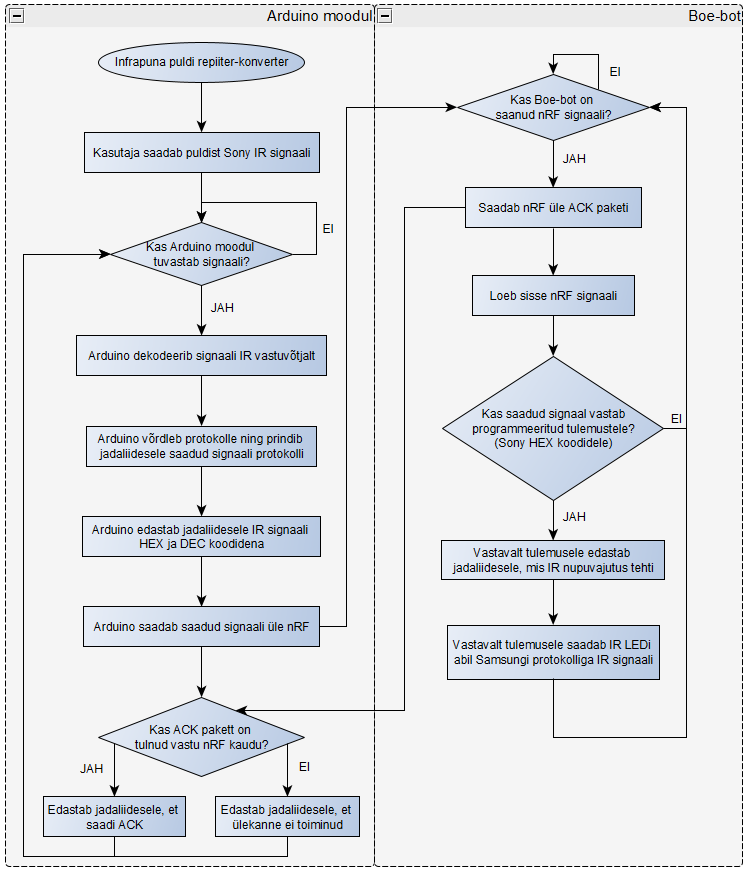 Arduino moodul
Infrapuna puldi repiiter-konverter
Kasutaja saadab puldist Sony IR signaali
EI
Kas Arduino moodul
tuvastab signaali?
JAH
Arduino dekodeerib signaali IR vastuvõtjalt
Arduino võrdleb protokolle ning prindib
jadaliidesele saadud signaali protokolli
Arduino edastab jadaliidesele IR signaali
HEX ja DEC koodidena
Arduino saadab saadud signaali üle nRF
Kas ACK pakett on
tulnud vastu nRF kaudu?
JAH
EI
Edastab jadaliidesele, et
saadi ACK
Edastab jadaliidesele, et
ülekanne ei toiminud
Boe-bot
EI
Kas Boe-bot on
saanud nRF signaali?
JAH
Saadab nRF üle ACK paketi
Loeb sisse nRF signaali
Kas saadud signaal vastab
programmeeritud tulemustele?
(Sony HEX koodidele)
EI
JAH
Vastavalt tulemusele edastab
jadaliidesele, mis IR nupuvajutus tehti
Vastavalt tulemusele saadab IR LEDi
abil Samsungi protokolliga IR signaali